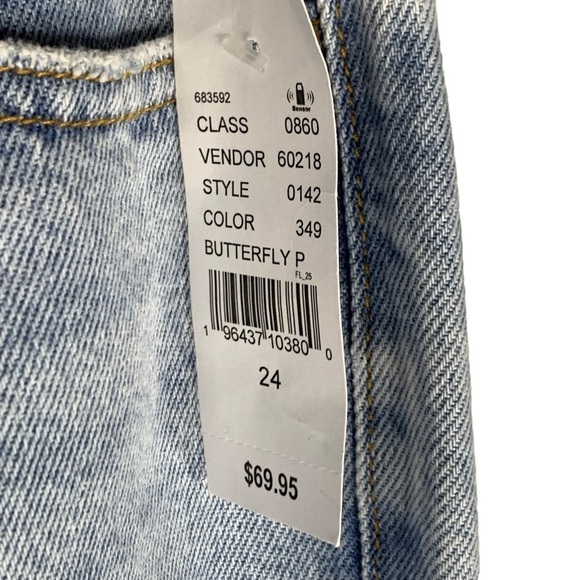 683592
Sensor
CLASS 0860
VENDOR 60218
STYLE 0142
COLOR 349
BUTTERFLY P
FL_25
1 96437 10380 0
24
$69.95